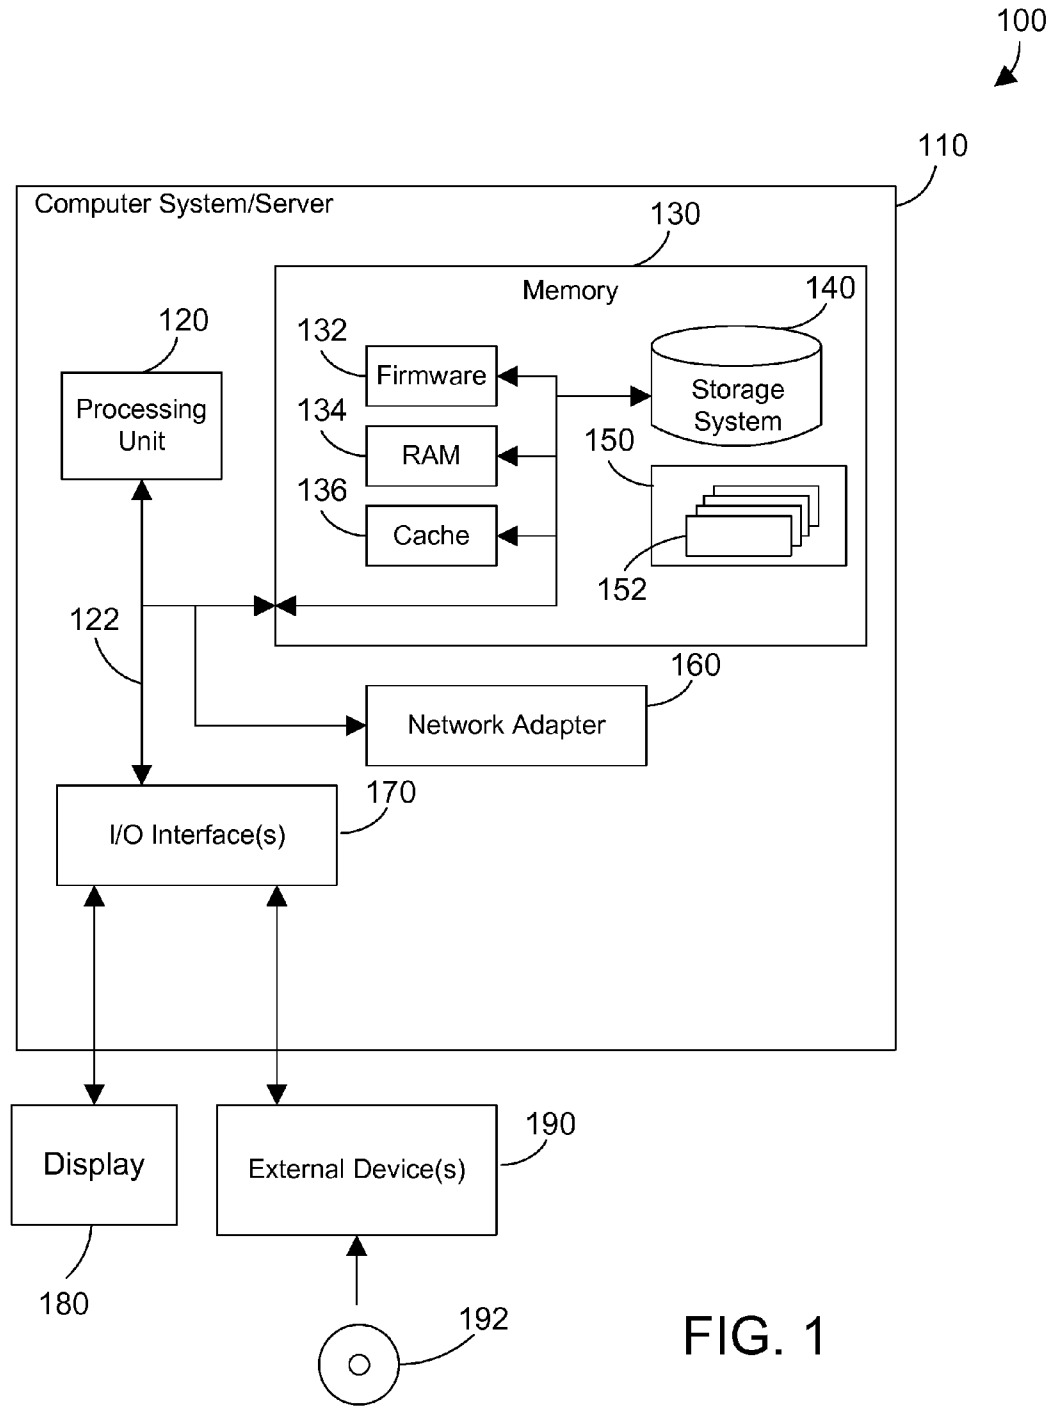 100
110
Computer System/Server
130
Memory
140
120
132
Firmware
Storage
System
Processing
Unit
134
RAM
150
136
Cache
152
122
160
Network Adapter
170
I/O Interface(s)
190
Display
External Device(s)
180
192
FIG. 1